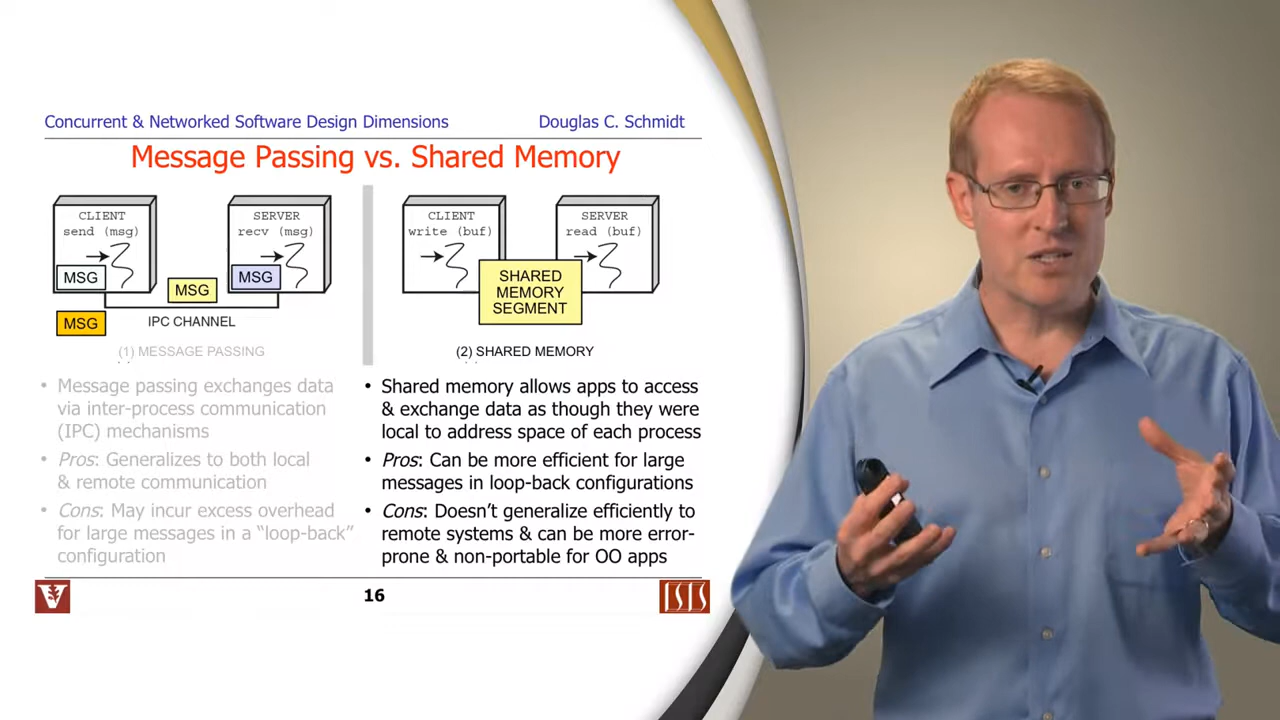 Concurrent & Networked Software Design Dimensions
Douglas C. Schmidt
Message Passing vs. Shared Memory
CLIENT
send (msg)
MSG
MSG
SERVER
recv (msg)
MSG
MSG
IPC CHANNEL
(1) MESSAGE PASSING
CLIENT
write (buf)
SERVER
read (buf)
SHARED
MEMORY
SEGMENT
(2) SHARED MEMORY
• Message passing exchanges data
via inter-process communication
(IPC) mechanisms
• Pros: Generalizes to both local
& remote communication
• Cons: May incur excess overhead
for large messages in a “loop-back”
configuration
• Shared memory allows apps to access
& exchange data as though they were
local to address space of each process
• Pros: Can be more efficient for large
messages in loop-back configurations
• Cons: Doesn’t generalize efficiently to
remote systems & can be more error-
prone & non-portable for OO apps
V
16
ISIS